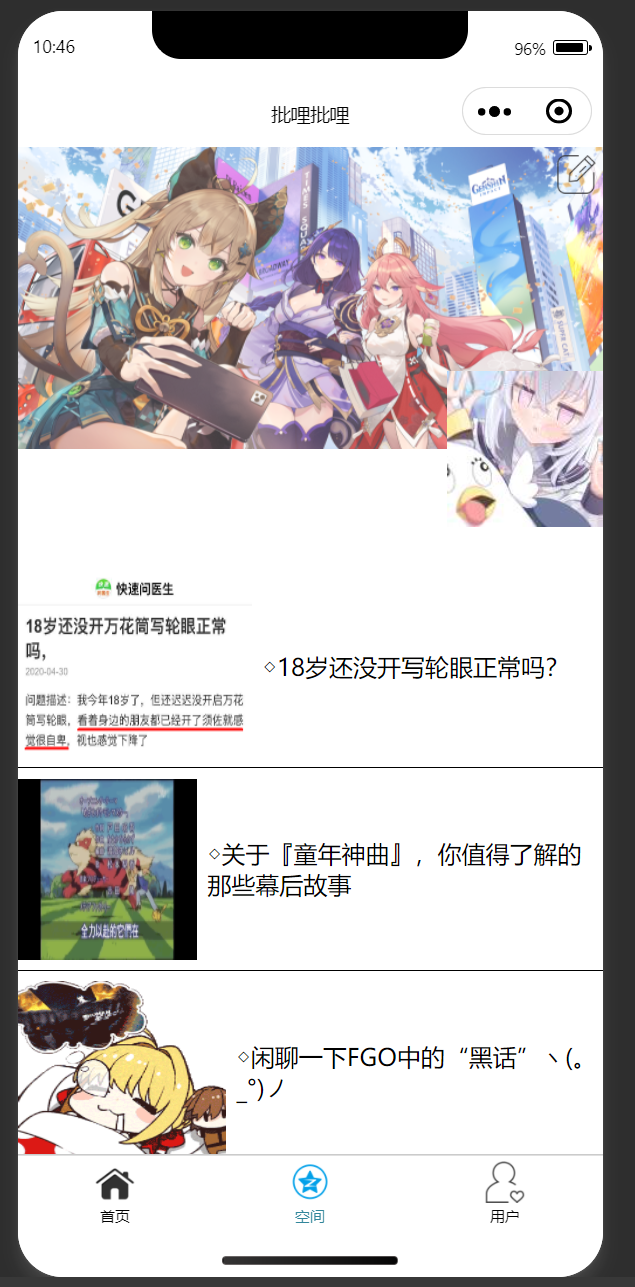 10:46
96%
批哩批哩
TIMES SQUA
BROADWAY
GENSHIN
IMPACT
快速问医生
18岁还没开万花筒写轮眼正常
吗,
2020-04-30
问题描述：我今年18岁了，但还迟迟没开启万花
筒写轮眼，看着身边的朋友都已经开了须佐就感
觉很自卑，视也感觉下降了
◇18岁还没开写轮眼正常吗?
◇关于『童年神曲』，你值得了解的
那些幕后故事
全力以赴的它們在
◇闲聊一下FGO中的“黑话”ヽ(。
_°)ノ
首页
空间
用户